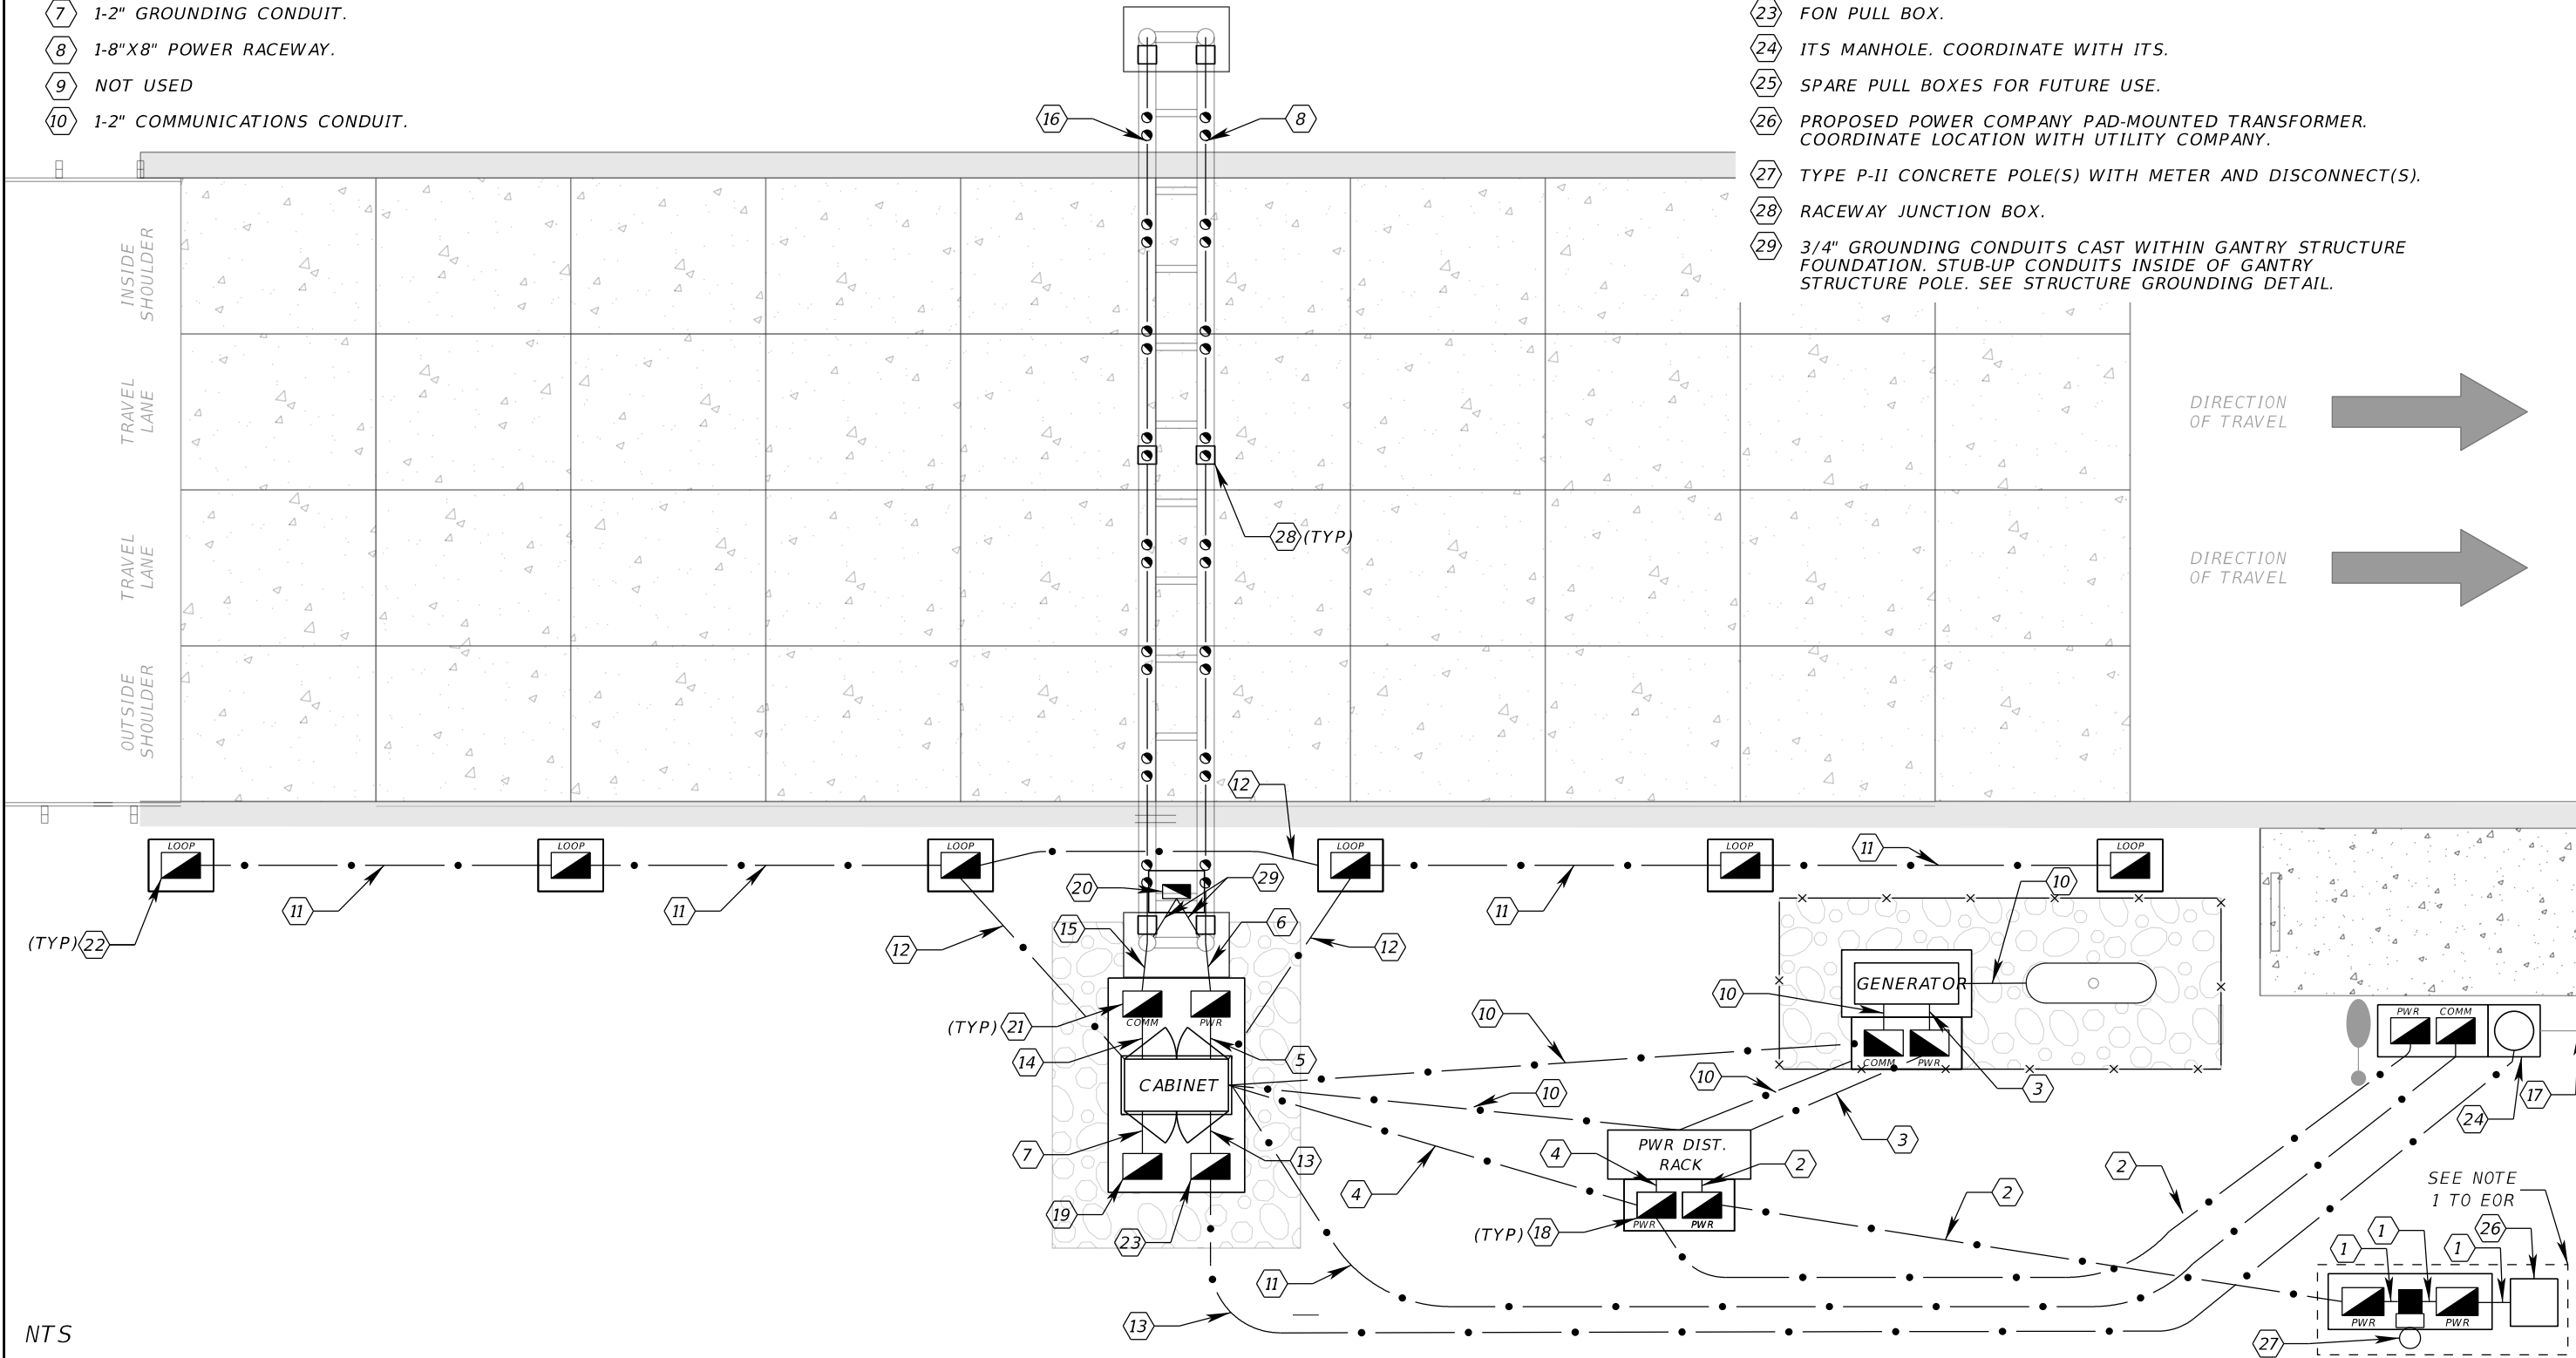 7 1-2" GROUNDING CONDUIT.
8 1-8"X8" POWER RACEWAY.
9 NOT USED
10 1-2" COMMUNICATIONS CONDUIT.
23 FON PULL BOX.
24 ITS MANHOLE. COORDINATE WITH ITS.
25 SPARE PULL BOXES FOR FUTURE USE.
26 PROPOSED POWER COMPANY PAD-MOUNTED TRANSFORMER.
COORDINATE LOCATION WITH UTILITY COMPANY.
27 TYPE P-II CONCRETE POLE(S) WITH METER AND DISCONNECT(S).
28 RACEWAY JUNCTION BOX.
29 3/4" GROUNDING CONDUITS CAST WITHIN GANTRY STRUCTURE
FOUNDATION. STUB-UP CONDUITS INSIDE OF GANTRY
STRUCTURE POLE. SEE STRUCTURE GROUNDING DETAIL.
16
8
INSIDE
SHOULDER
TRAVEL
LANE
DIRECTION
OF TRAVEL
28 (TYP)
TRAVEL
LANE
DIRECTION
OF TRAVEL
OUTSIDE
SHOULDER
12
LOOP
LOOP
LOOP
LOOP
LOOP
11
LOOP
(TYP) 22
11
11
12
20
29
15
6
12
11
10
GENERATOR
10
COMM
PWR
3
(TYP) 21
COMM
PWR
14
5
CABINET
7
13
19
23
10
10
10
3
4
PWR DIST.
RACK
4
2
(TYP) 18
PWR
PWR
2
2
11
13
PWR
COMM
17
24
SEE NOTE
1 TO EOR
1
1
1
26
PWR
PWR
27
NTS